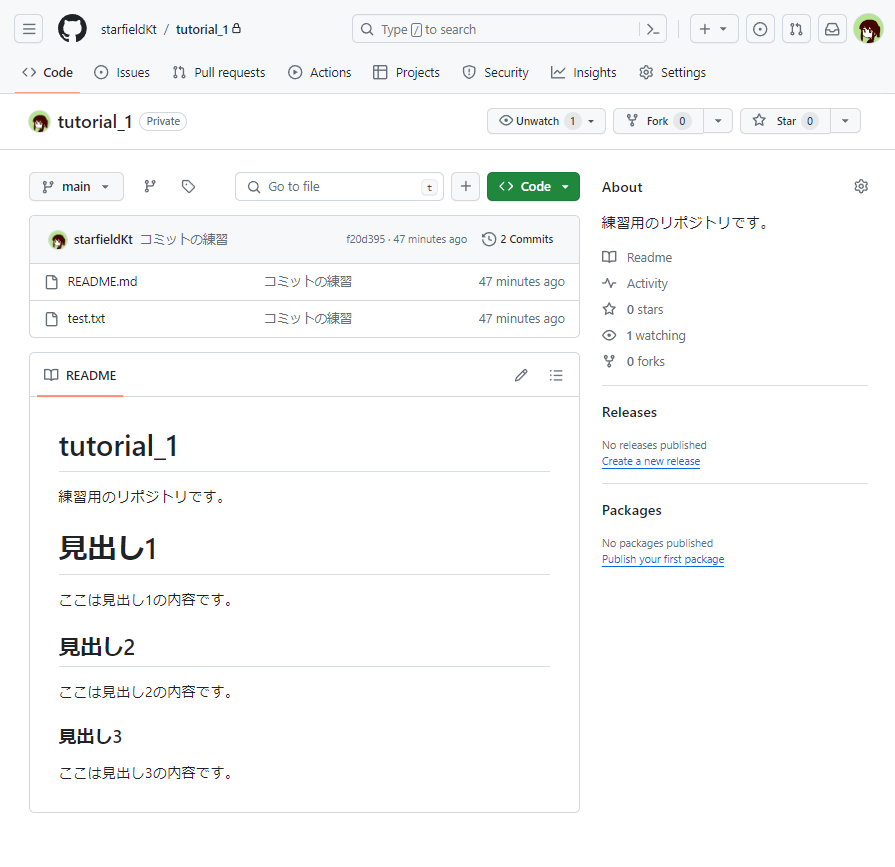 starfieldKt / tutorial_1
Type / to search
Code Issues Pull requests Actions Projects Security Insights Settings
tutorial_1 Private
Unwatch 1 Fork 0 Star 0
main Go to file t Code
starfieldKt コミットの練習 f20d395 · 47 minutes ago 2 Commits
README.md コミットの練習 47 minutes ago
test.txt コミットの練習 47 minutes ago
README
tutorial_1
練習用のリポジトリです。
見出し1
ここは見出し1の内容です。
見出し2
ここは見出し2の内容です。
見出し3
ここは見出し3の内容です。
About
練習用のリポジトリです。
Readme
Activity
0 stars
1 watching
0 forks
Releases
No releases published
Create a new release
Packages
No packages published
Publish your first package